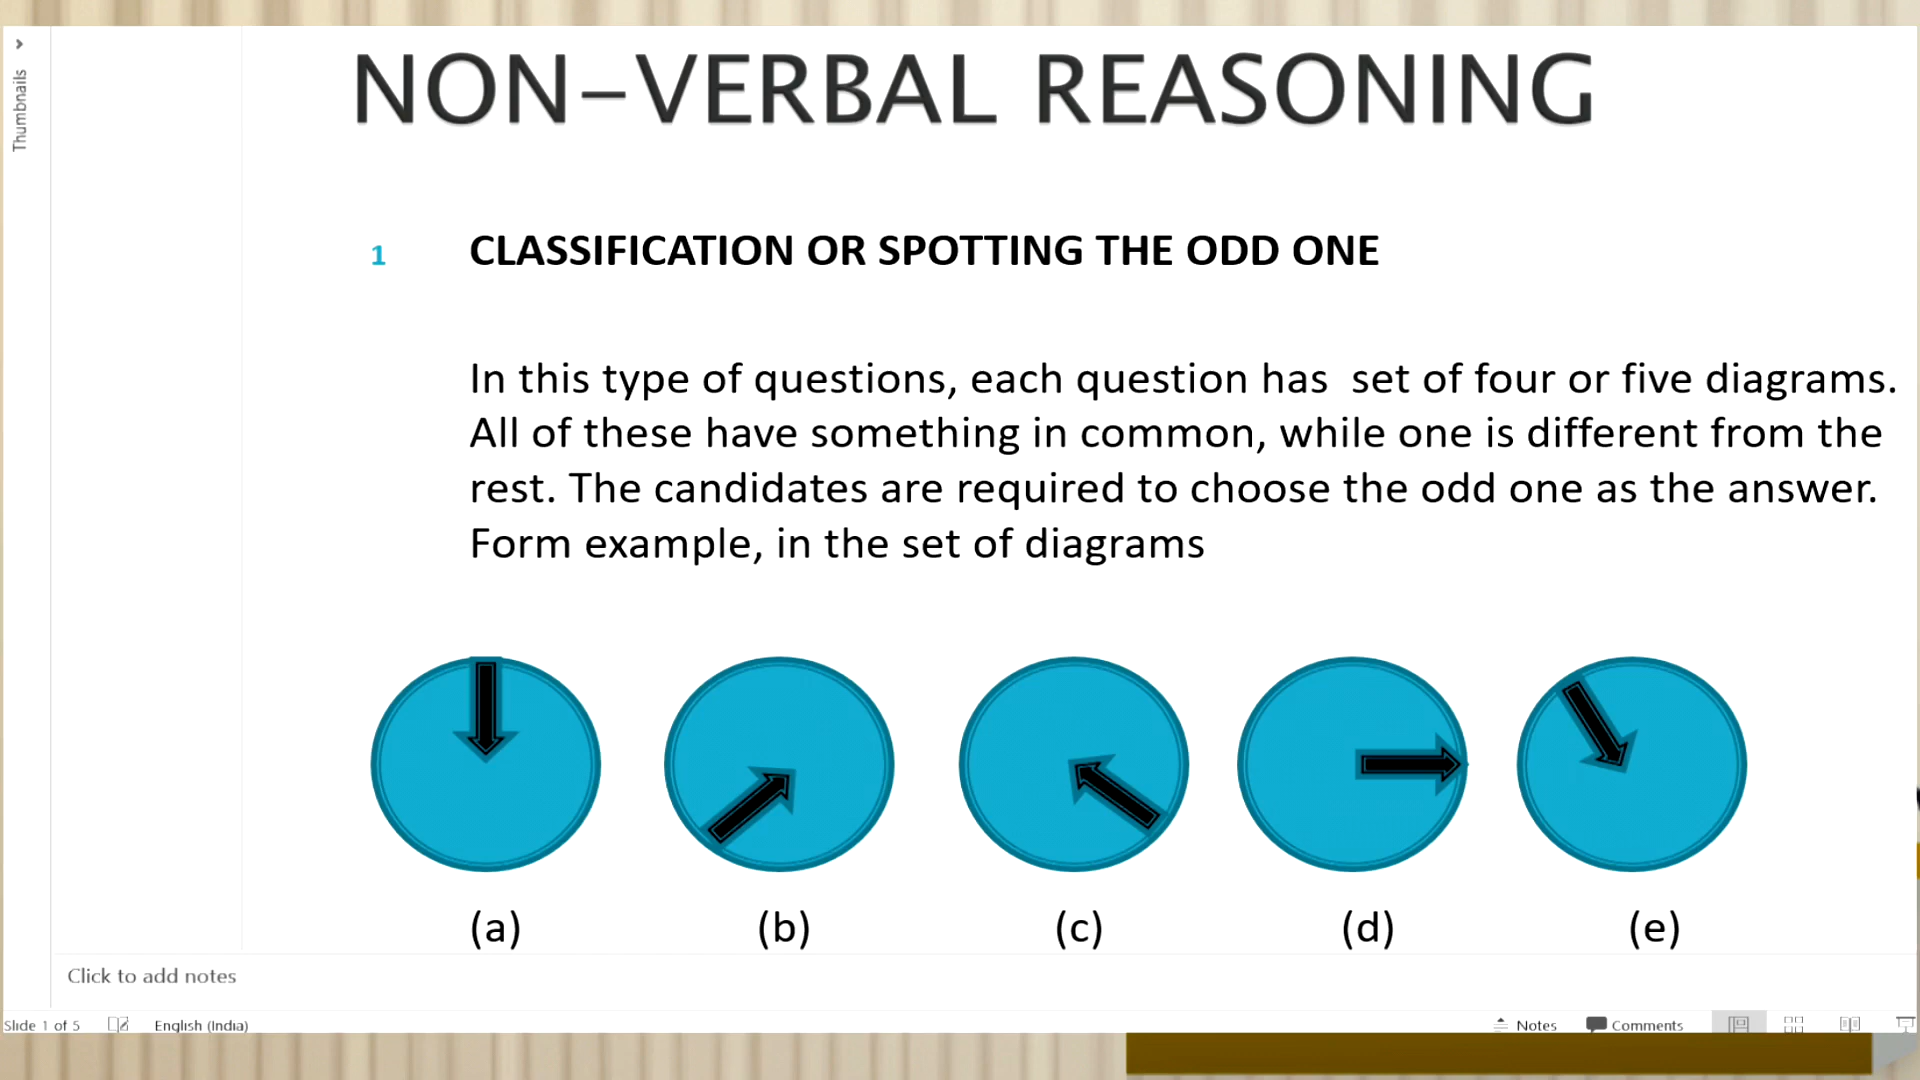 Thumbnails
NON-VERBAL REASONING
1 CLASSIFICATION OR SPOTTING THE ODD ONE
In this type of questions, each question has set of four or five diagrams.
All of these have something in common, while one is different from the
rest. The candidates are required to choose the odd one as the answer.
Form example, in the set of diagrams
(a) (b) (c) (d) (e)
Click to add notes
Slide 1 of 5 English (India) Notes Comments